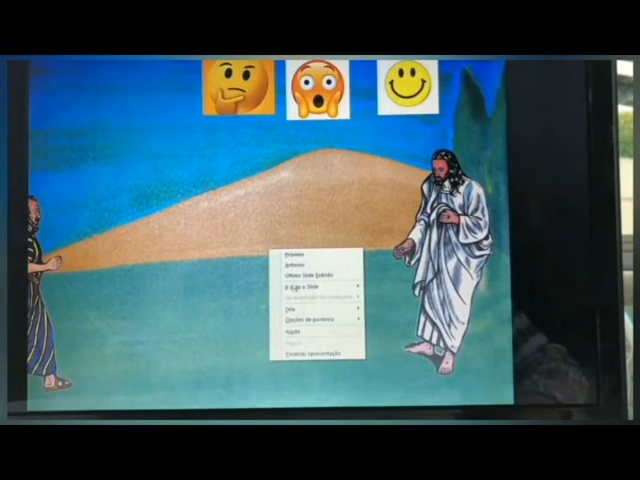 Próximo
Anterior
Último Slide Exibido
Ir para o Slide
Tela
Opções de ponteiro
Ajuda
Finalizar Apresentação